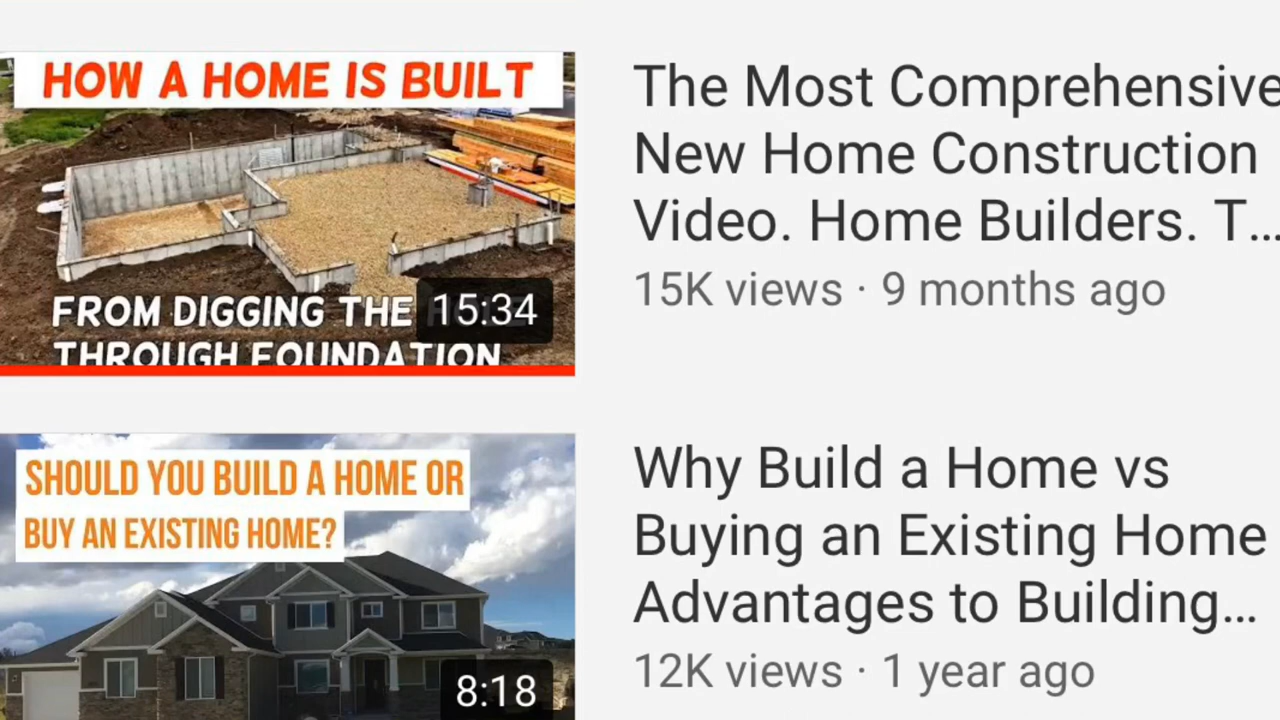 HOW A HOME IS BUILT
FROM DIGGING THE
15:34
THROUGH FOUNDATION
The Most Comprehensive
New Home Construction
Video. Home Builders. T...
15K views · 9 months ago
SHOULD YOU BUILD A HOME OR
BUY AN EXISTING HOME?
8:18
Why Build a Home vs
Buying an Existing Home
Advantages to Building...
12K views · 1 year ago